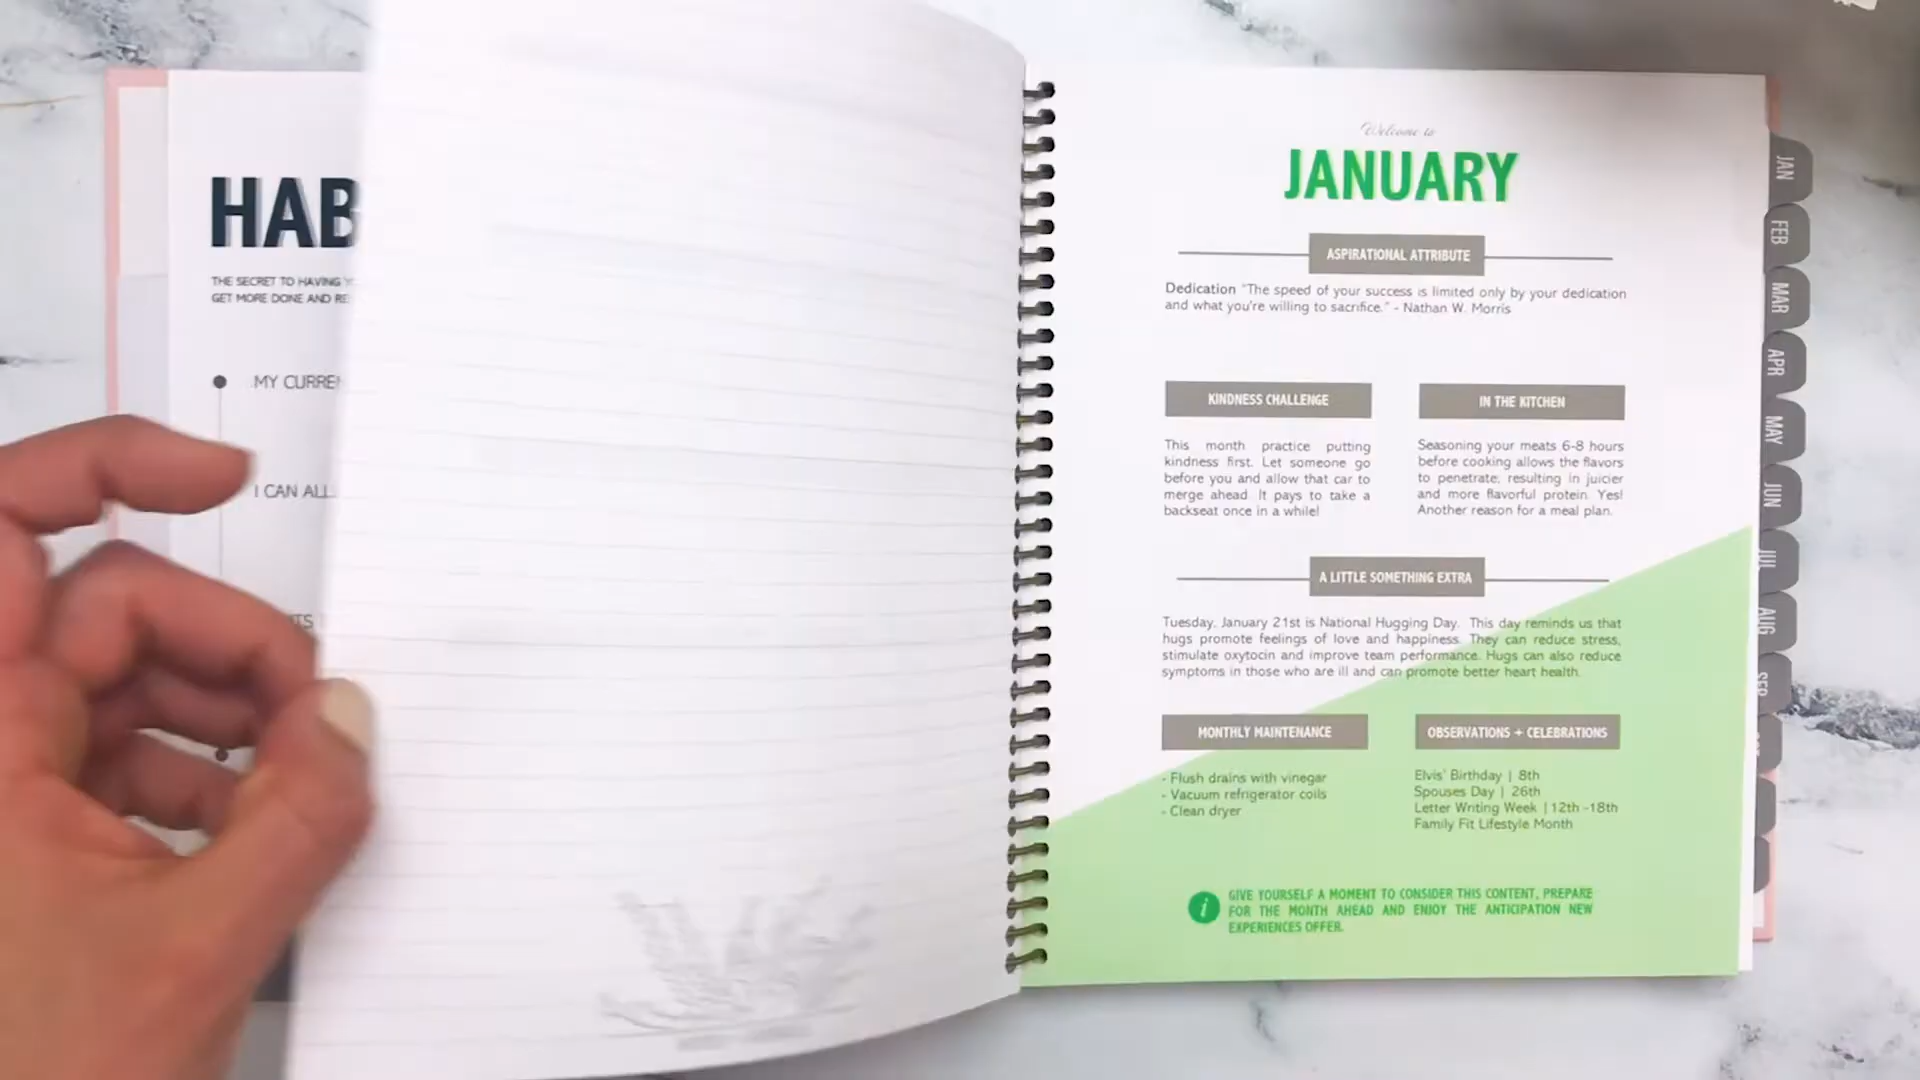 HAB
THE SECRET TO HAVING
GET MORE DONE AND
MY CURREN
I CAN ALL
Welcome to
JANUARY
ASPIRATIONAL ATTRIBUTE
Dedication "The speed of your success is limited only by your dedication
and what you're willing to sacrifice." - Nathan W. Morris
KINDNESS CHALLENGE
This month practice putting
kindness first. Let someone go
before you and allow that car to
merge ahead. It pays to take a
backseat once in a while!
IN THE KITCHEN
Seasoning your meats 6-8 hours
before cooking allows the flavors
to penetrate, resulting in juicier
and more flavorful protein. Yes!
Another reason for a meal plan.
A LITTLE SOMETHING EXTRA
Tuesday, January 21st is National Hugging Day. This day reminds us that
hugs promote feelings of love and happiness. They can reduce stress,
stimulate oxytocin and improve team performance. Hugs can also reduce
symptoms in those who are ill and can promote better heart health.
MONTHLY MAINTENANCE
- Flush drains with vinegar
- Vacuum refrigerator coils
- Clean dryer
OBSERVATIONS + CELEBRATIONS
Elvis' Birthday | 8th
Spouses Day | 26th
Letter Writing Week | 12th -18th
Family Fit Lifestyle Month
i
GIVE YOURSELF A MOMENT TO CONSIDER THIS CONTENT, PREPARE
FOR THE MONTH AHEAD AND ENJOY THE ANTICIPATION NEW
EXPERIENCES OFFER.
JAN
FEB
MAR
APR
MAY
JUN
JUL
AUG
SEP